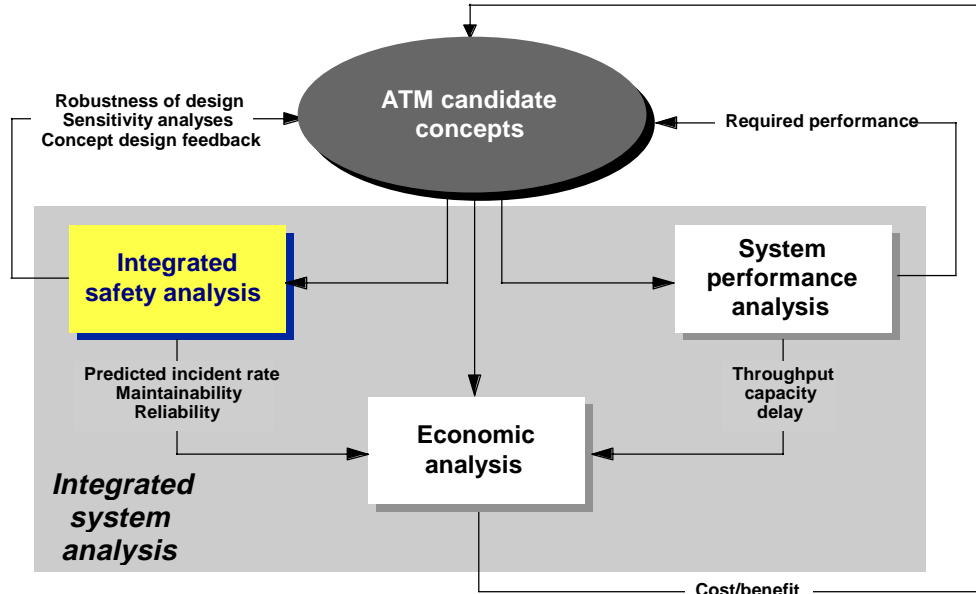 ATM candidate
concepts
Robustness of design
Sensitivity analyses
Concept design feedback
Required performance
Integrated
safety analysis
System
performance
analysis
Predicted incident rate
Maintainability
Reliability
Throughput
capacity
delay
Economic
analysis
Integrated
system
analysis
Cost/benefit